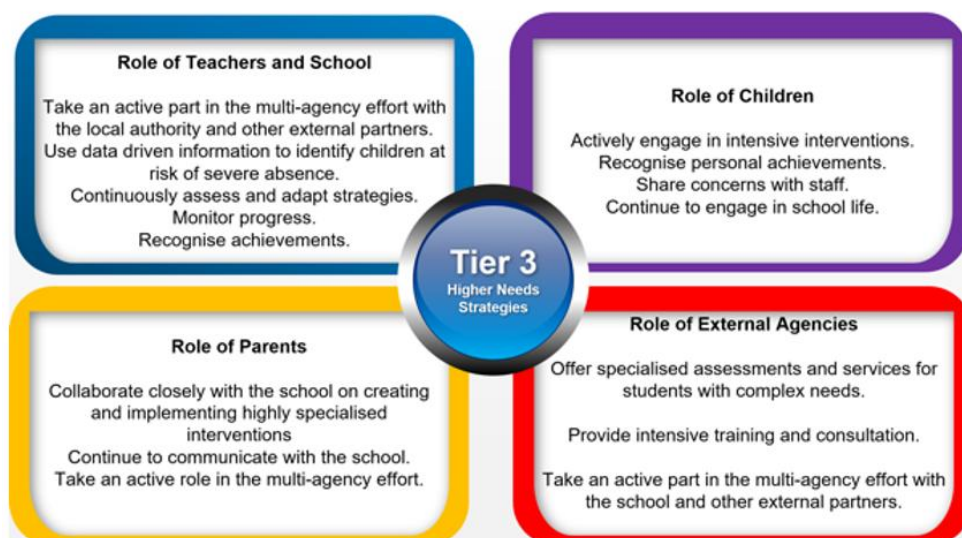 Role of Teachers and School
Take an active part in the multi-agency effort with
the local authority and other external partners.
Use data driven information to identify children at
risk of severe absence.
Continuously assess and adapt strategies.
Monitor progress.
Recognise achievements.
Role of Children
Actively engage in intensive interventions.
Recognise personal achievements.
Share concerns with staff.
Continue to engage in school life.
Tier 3
Higher Needs
Strategies
Role of Parents
Collaborate closely with the school on creating
and implementing highly specialised
interventions
Continue to communicate with the school.
Take an active role in the multi-agency effort.
Role of External Agencies
Offer specialised assessments and services for
students with complex needs.
Provide intensive training and consultation.
Take an active part in the multi-agency effort with
the school and other external partners.